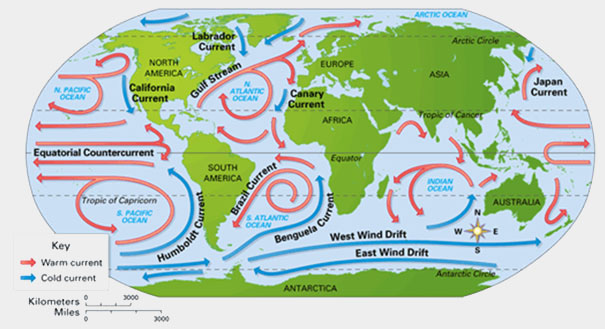 ARCTIC OCEAN
Labrador
Current
Arctic Circle
NORTH
AMERICA
EUROPE
ASIA
Gulf Stream
N. PACIFIC
OCEAN
California
Current
N.
ATLANTIC
OCEAN
Canary
Current
Japan
Current
AFRICA
Tropic of Cancer
Equatorial Countercurrent
Equator
SOUTH
AMERICA
Brazil Current
INDIAN
OCEAN
Tropic of Capricorn
AUSTRALIA
S. PACIFIC
OCEAN
Humboldt Current
S. ATLANTIC
OCEAN
Benguela Current
N
W E
S
West Wind Drift
East Wind Drift
Antarctic Circle
ANTARCTICA
Key
Warm current
Cold current
Kilometers 0 3000
Miles 0 3000